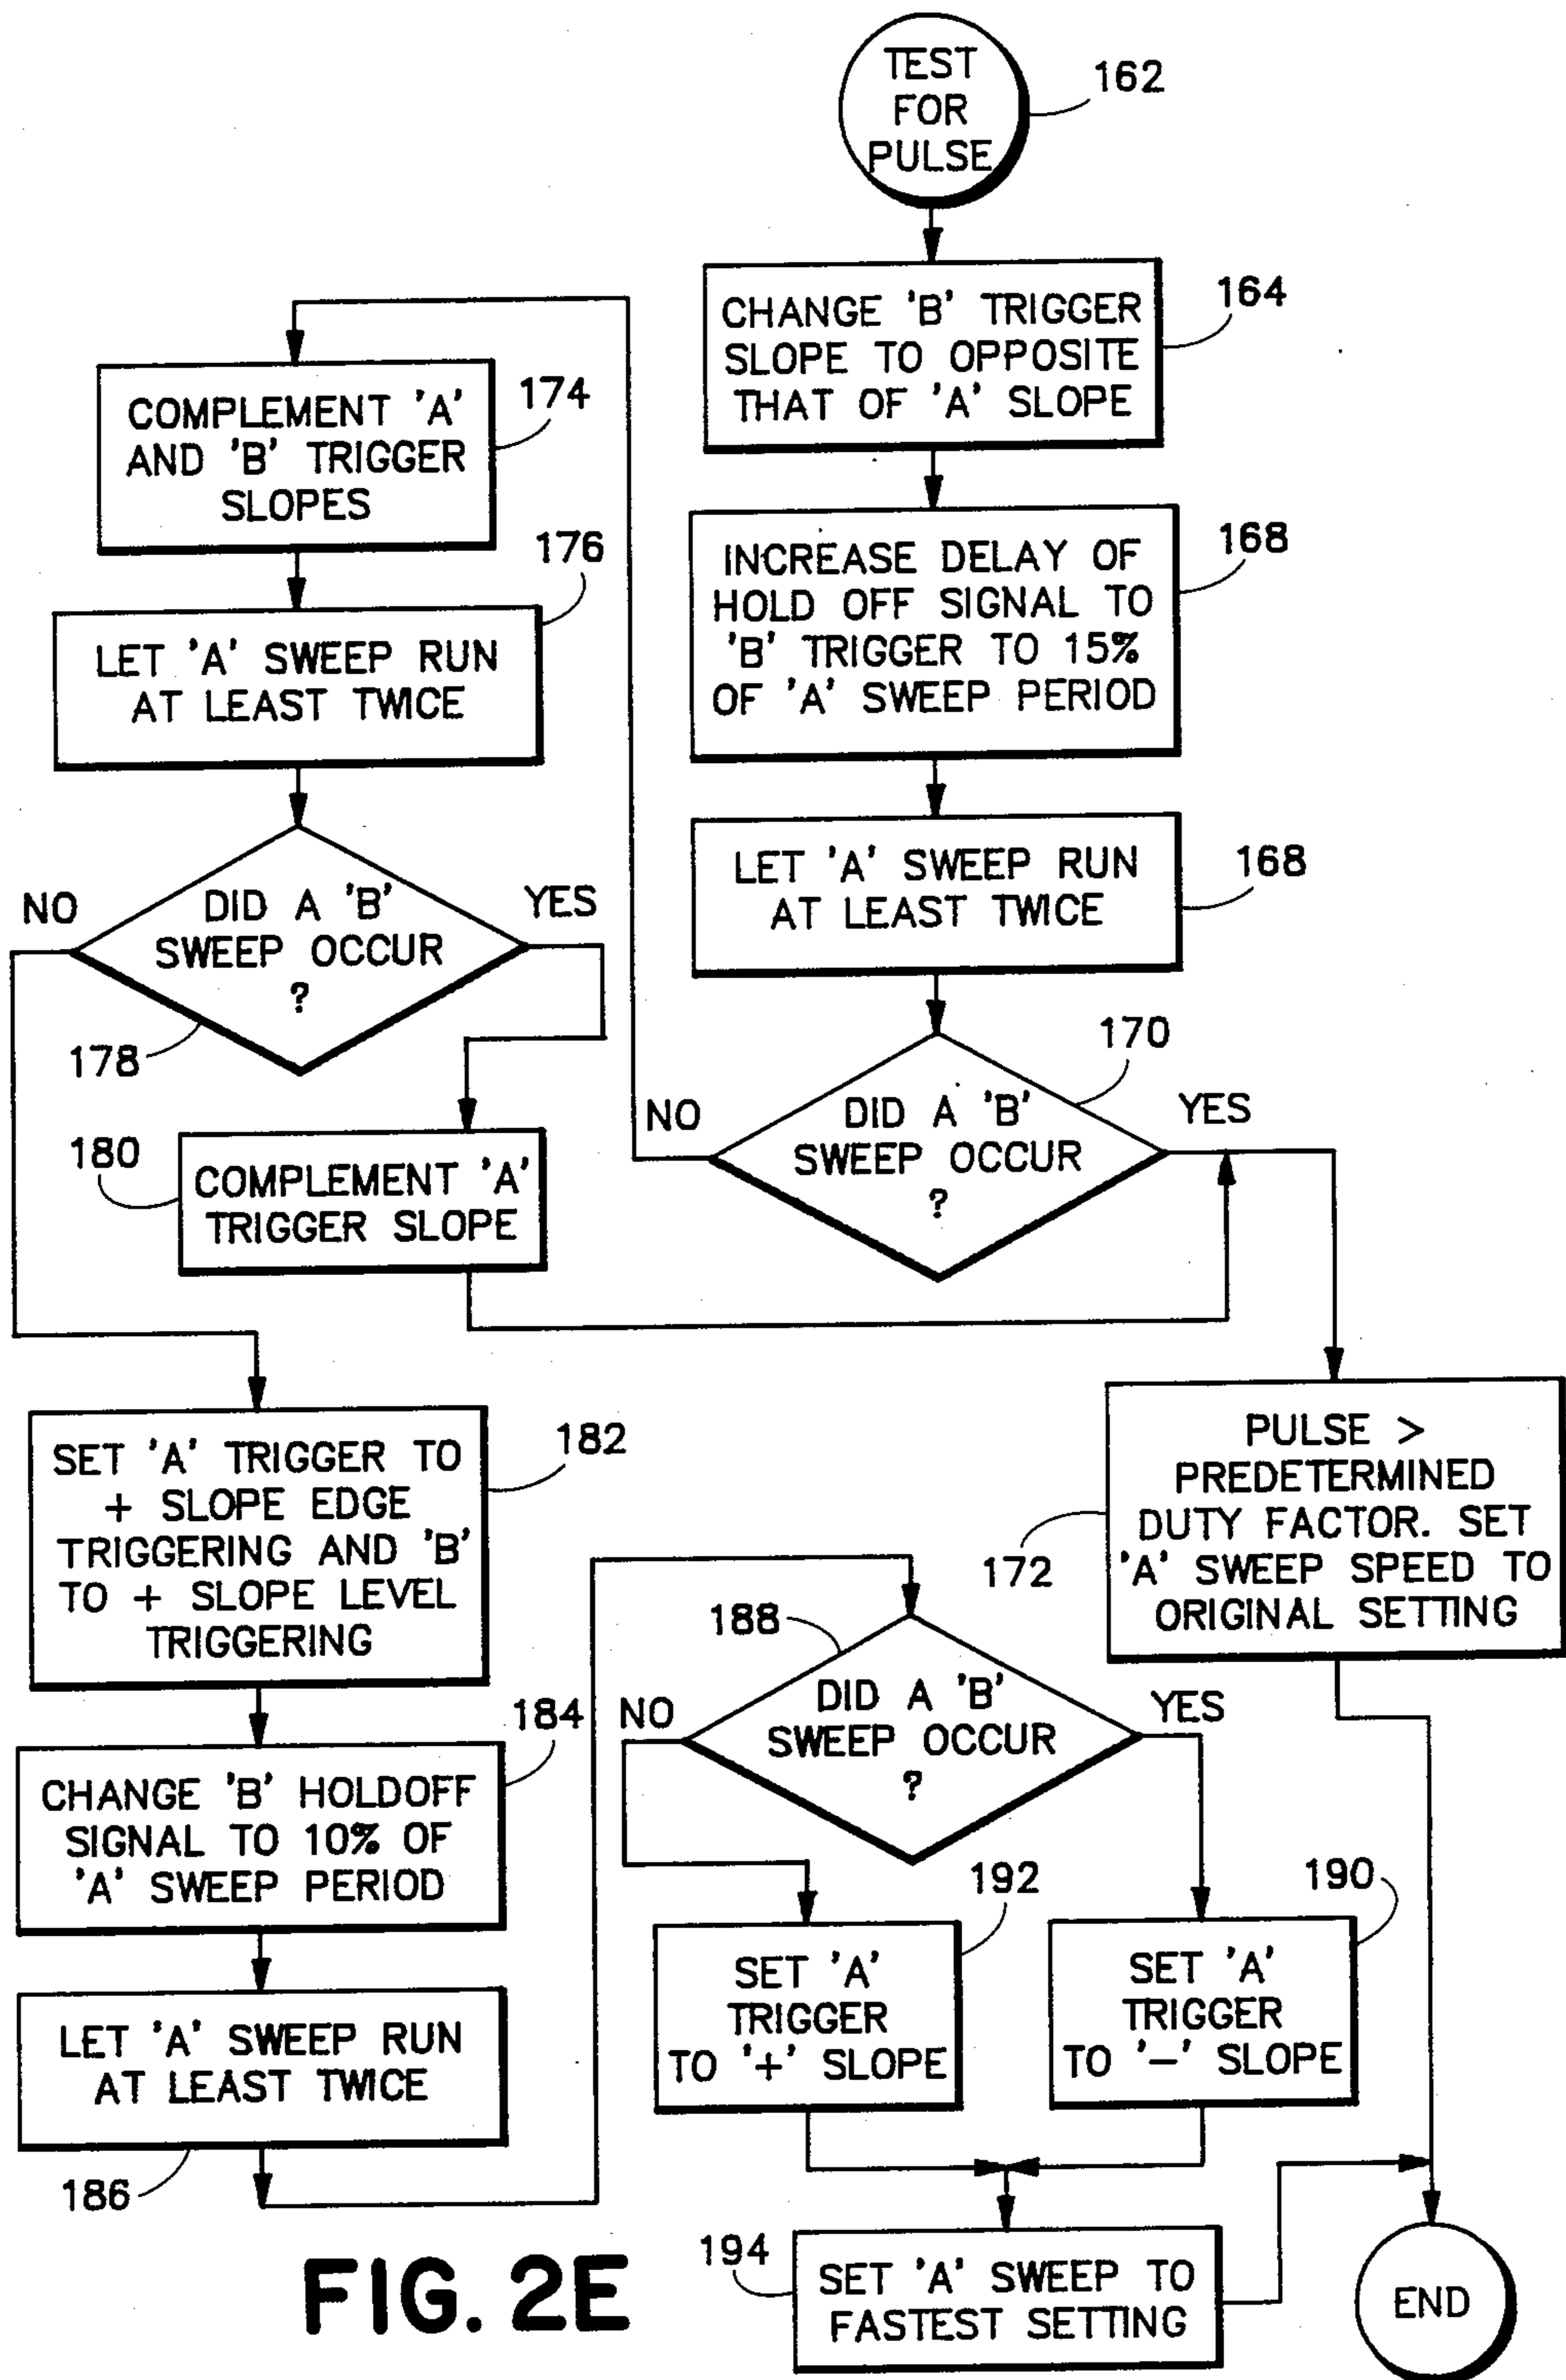 TEST
FOR
PULSE
162
CHANGE 'B' TRIGGER
SLOPE TO OPPOSITE
THAT OF 'A' SLOPE
164
INCREASE DELAY OF
HOLD OFF SIGNAL TO
'B' TRIGGER TO 15%
OF 'A' SWEEP PERIOD
168
LET 'A' SWEEP RUN
AT LEAST TWICE
168
DID A 'B'
SWEEP OCCUR
?
170
NO
YES
COMPLEMENT 'A'
AND 'B' TRIGGER
SLOPES
174
LET 'A' SWEEP RUN
AT LEAST TWICE
176
DID A 'B'
SWEEP OCCUR
?
NO
YES
178
COMPLEMENT 'A'
TRIGGER SLOPE
180
PULSE >
PREDETERMINED
DUTY FACTOR. SET
'A' SWEEP SPEED TO
ORIGINAL SETTING
172
SET 'A' TRIGGER TO
+ SLOPE EDGE
TRIGGERING AND 'B'
TO + SLOPE LEVEL
TRIGGERING
182
CHANGE 'B' HOLDOFF
SIGNAL TO 10% OF
'A' SWEEP PERIOD
184
LET 'A' SWEEP RUN
AT LEAST TWICE
186
188
DID A 'B'
SWEEP OCCUR
?
NO
YES
SET 'A'
TRIGGER
TO '+' SLOPE
192
SET 'A'
TRIGGER
TO '-' SLOPE
190
SET 'A' SWEEP TO
FASTEST SETTING
194
END
FIG. 2E